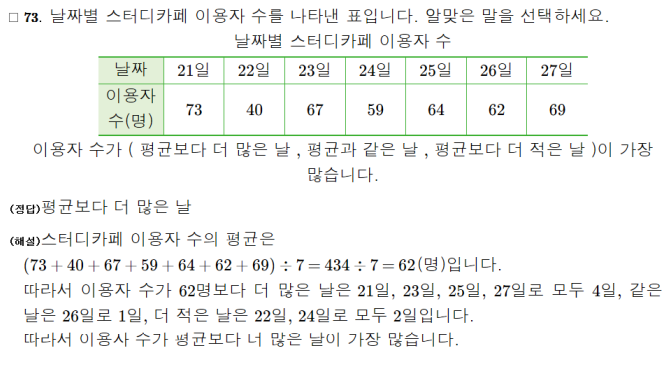 □ 73. 날짜별 스터디카페 이용자 수를 나타낸 표입니다. 알맞은 말을 선택하세요.
날짜별 스터디카페 이용자 수
날짜 21일 22일 23일 24일 25일 26일 27일
이용자 수(명) 73 40 67 59 64 62 69
이용자 수가 ( 평균보다 더 많은 날 , 평균과 같은 날 , 평균보다 더 적은 날 )이 가장
많습니다.
(정답)평균보다 더 많은 날
(해설)스터디카페 이용자 수의 평균은
(73 + 40 + 67 + 59 + 64 + 62 + 69) ÷ 7 = 434 ÷ 7 = 62(명)입니다.
따라서 이용자 수가 62명보다 더 많은 날은 21일, 23일, 25일, 27일로 모두 4일, 같은
날은 26일로 1일, 더 적은 날은 22일, 24일로 모두 2일입니다.
따라서 이용자 수가 평균보다 더 많은 날이 가장 많습니다.